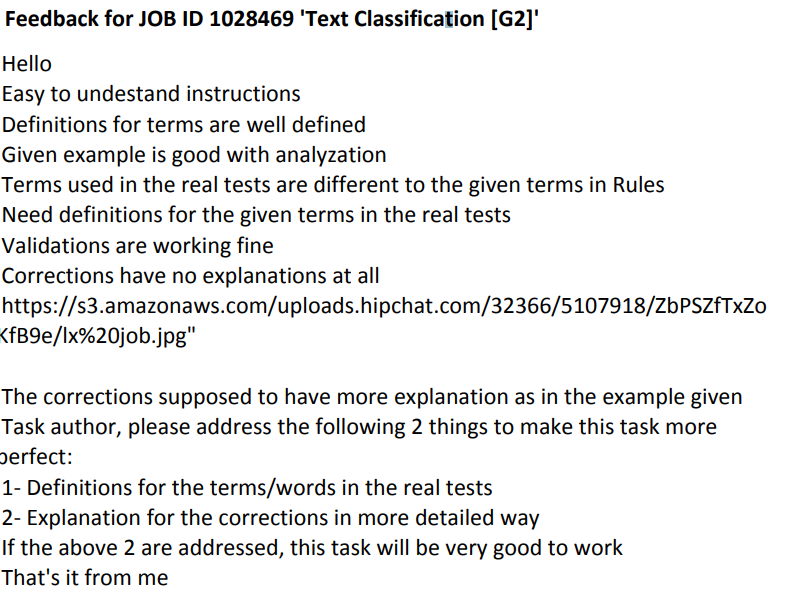 Feedback for JOB ID 1028469 'Text Classification [G2]'
Hello
Easy to undestand instructions
Definitions for terms are well defined
Given example is good with analyzation
Terms used in the real tests are different to the given terms in Rules
Need definitions for the given terms in the real tests
Validations are working fine
Corrections have no explanations at all
https://s3.amazonaws.com/uploads.hipchat.com/32366/5107918/ZbPSZfTxZo
KfB9e/lx%20job.jpg"
The corrections supposed to have more explanation as in the example given
Task author, please address the following 2 things to make this task more
perfect:
1- Definitions for the terms/words in the real tests
2- Explanation for the corrections in more detailed way
If the above 2 are addressed, this task will be very good to work
That's it from me